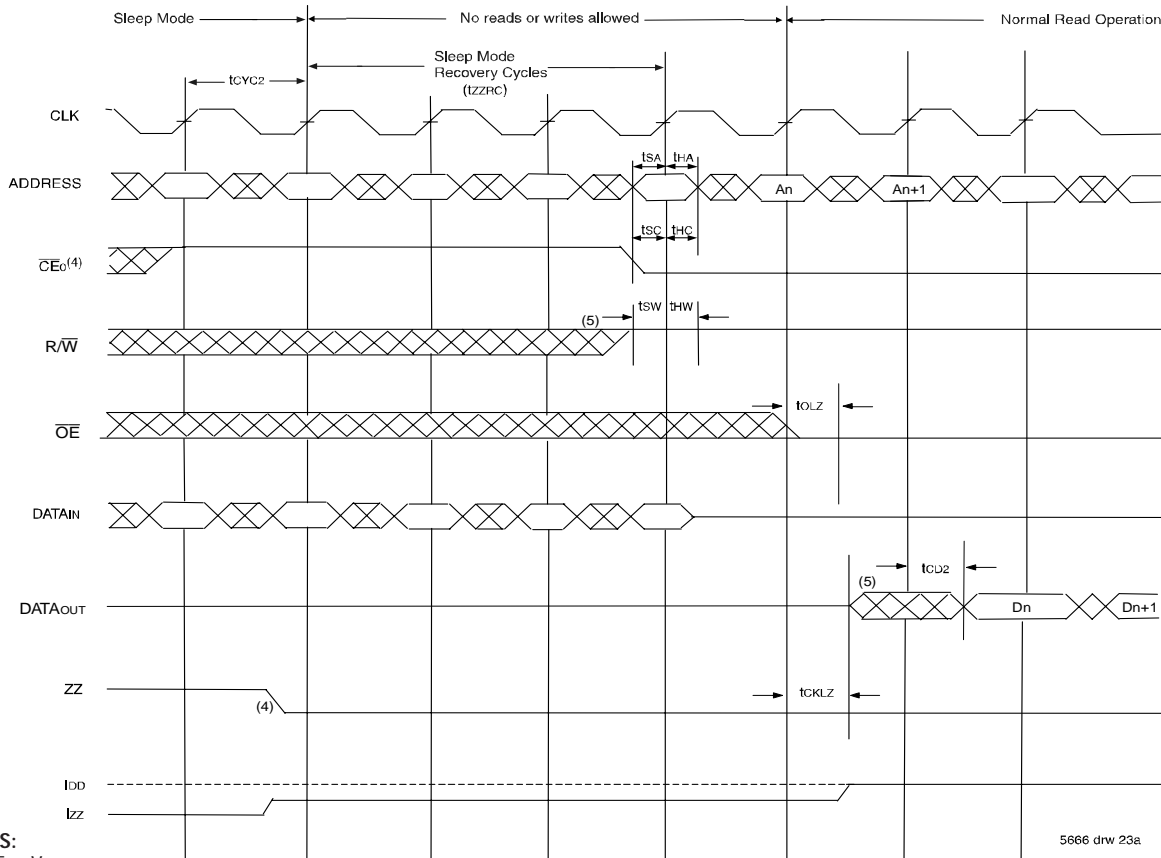 Sleep Mode
No reads or writes allowed
Normal Read Operation
Sleep Mode
Recovery Cycles
(tZZRC)
tCYC2
CLK
tSA tHA
ADDRESS
An
An+1
tSC tHC
CE0(4)
tSW tHW
(5)
R/W
tOLZ
OE
DATAIN
tCD2
(5)
DATAOUT
Dn
Dn+1
ZZ
(4)
tCKLZ
IDD
IZZ
S:
5666 drw 23a